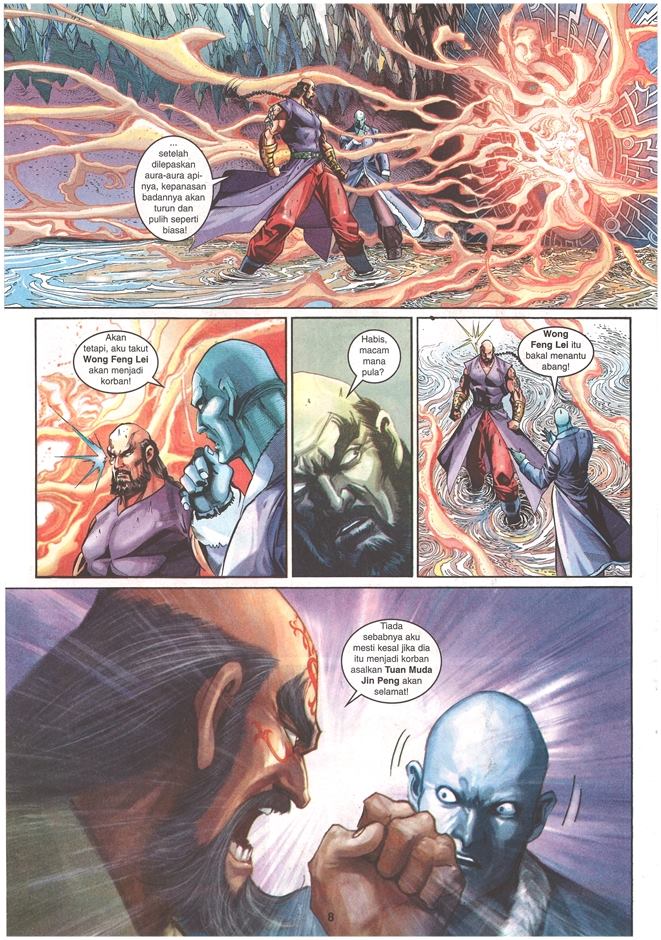 ...
setelah
dilepaskan
aura-aura api-
nya, kepanasan
badannya akan
turun dan
pulih seperti
biasa!
Akan
tetapi, aku takut
Wong Feng Lei
akan menjadi
korban!
Habis,
macam
mana
pula?
Wong
Feng Lei itu
bakal menantu
abang!
Tiada
sebabnya aku
mesti kesal jika dia
itu menjadi korban
asalkan Tuan Muda
Jin Peng akan
selamat!
8